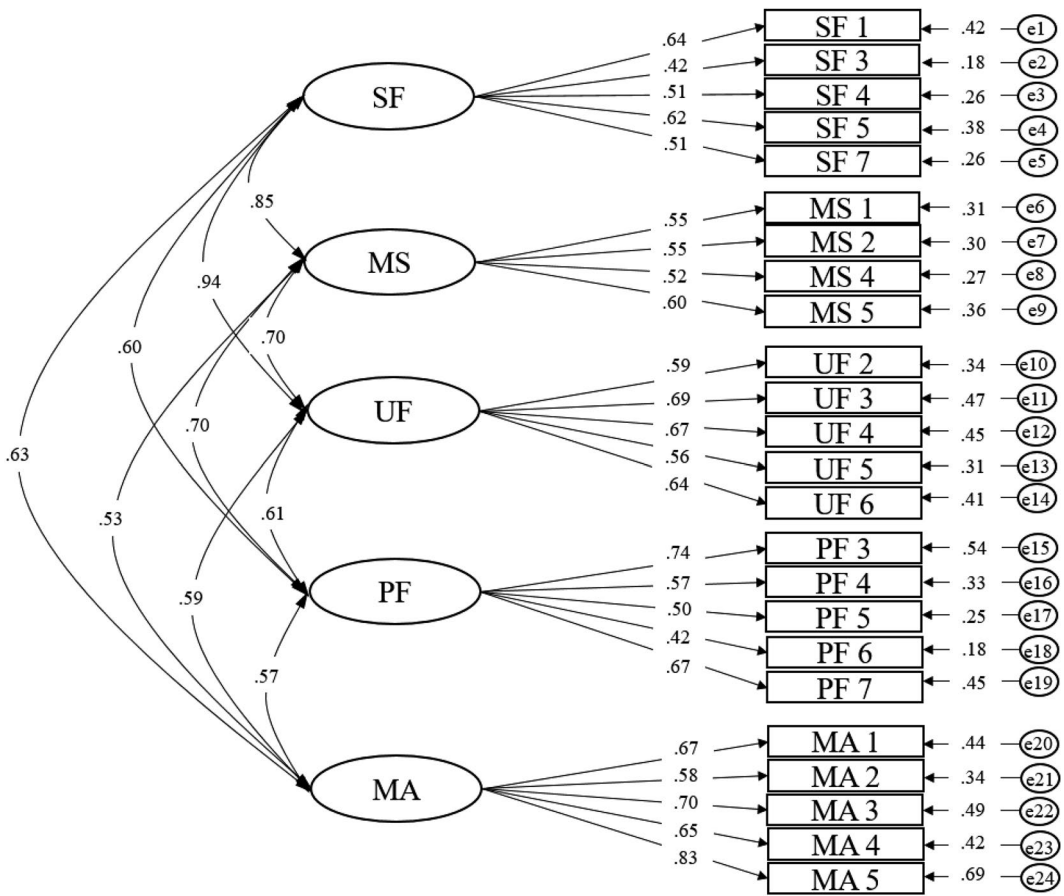 SF 1
.64
.42
e1
SF 3
.42
.18
e2
SF
SF 4
.51
.26
e3
SF 5
.62
.38
e4
SF 7
.51
.26
e5
.85
MS 1
.55
.31
e6
MS 2
.55
.30
e7
MS
MS 4
.52
.27
e8
MS 5
.60
.36
e9
.94
.70
.60
UF 2
.59
.34
e10
UF 3
.69
.47
e11
UF
UF 4
.67
.45
e12
UF 5
.56
.31
e13
UF 6
.64
.41
e14
.70
.63
.53
.61
PF 3
.74
.54
e15
PF 4
.57
.33
e16
PF
PF 5
.50
.25
e17
PF 6
.42
.18
e18
PF 7
.67
.45
e19
.59
.57
MA 1
.67
.44
e20
MA 2
.58
.34
e21
MA
MA 3
.70
.49
e22
MA 4
.65
.42
e23
MA 5
.83
.69
e24